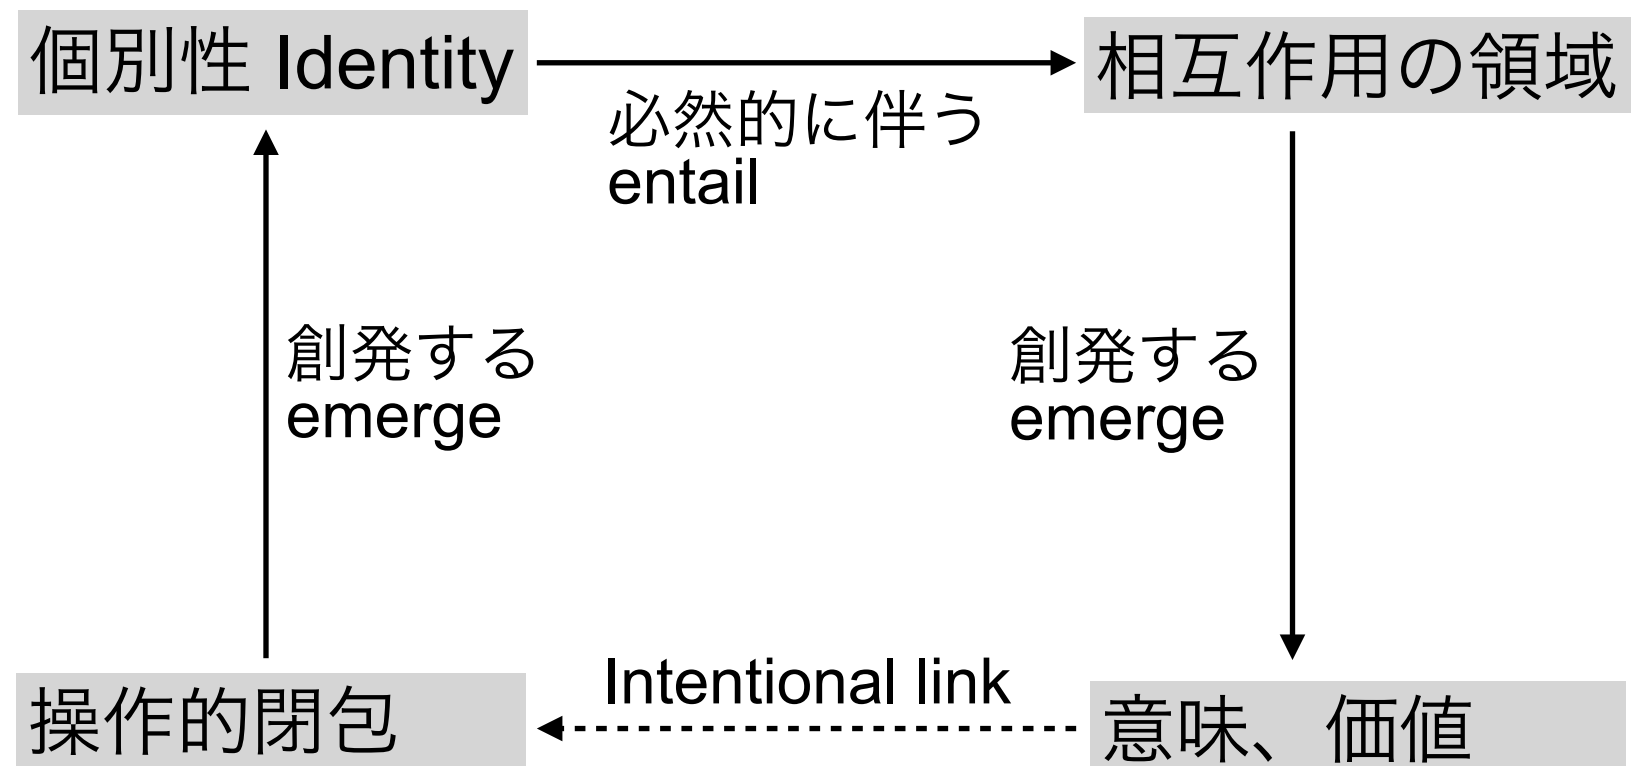 個別性 Identity
相互作用の領域
必然的に伴う
entail
創発する
emerge
創発する
emerge
Intentional link
操作的閉包
意味、価値